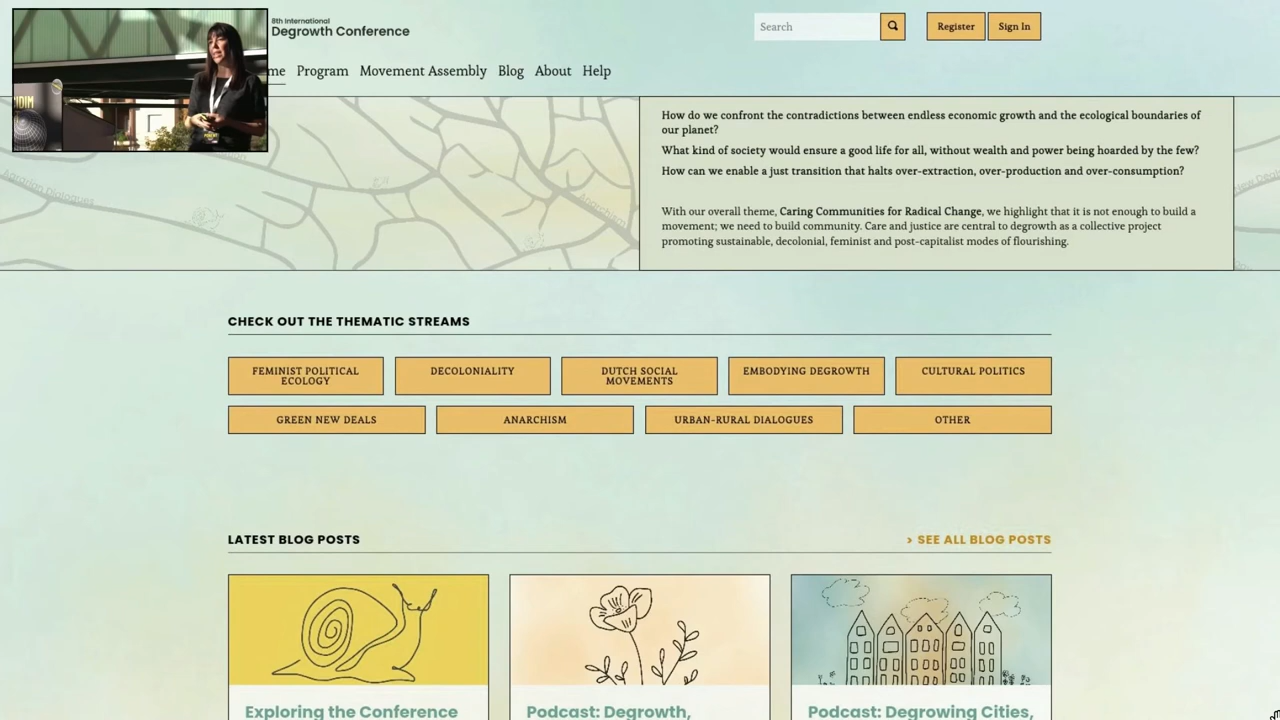 8th International
Degrowth Conference
Search
Register
Sign In
me
Program
Movement Assembly
Blog
About
Help
IDIM
Agrarian Dialogues
Anarchism
How do we confront the contradictions between endless economic growth and the ecological boundaries of
our planet?
What kind of society would ensure a good life for all, without wealth and power being hoarded by the few?
How can we enable a just transition that halts over-extraction, over-production and over-consumption?
With our overall theme, Caring Communities for Radical Change, we highlight that it is not enough to build a
movement; we need to build community. Care and justice are central to degrowth as a collective project
promoting sustainable, decolonial, feminist and post-capitalist modes of flourishing.
CHECK OUT THE THEMATIC STREAMS
FEMINIST POLITICAL
ECOLOGY
DECOLONIALITY
DUTCH SOCIAL
MOVEMENTS
EMBODYING DEGROWTH
CULTURAL POLITICS
GREEN NEW DEALS
ANARCHISM
URBAN-RURAL DIALOGUES
OTHER
LATEST BLOG POSTS
> SEE ALL BLOG POSTS
Exploring the Conference
Podcast: Degrowth,
Podcast: Degrowing Cities,